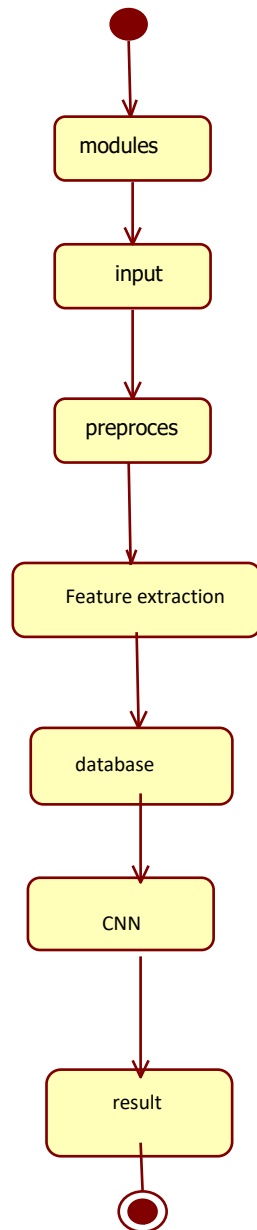 modules
input
preproces
Feature extraction
database
CNN
result